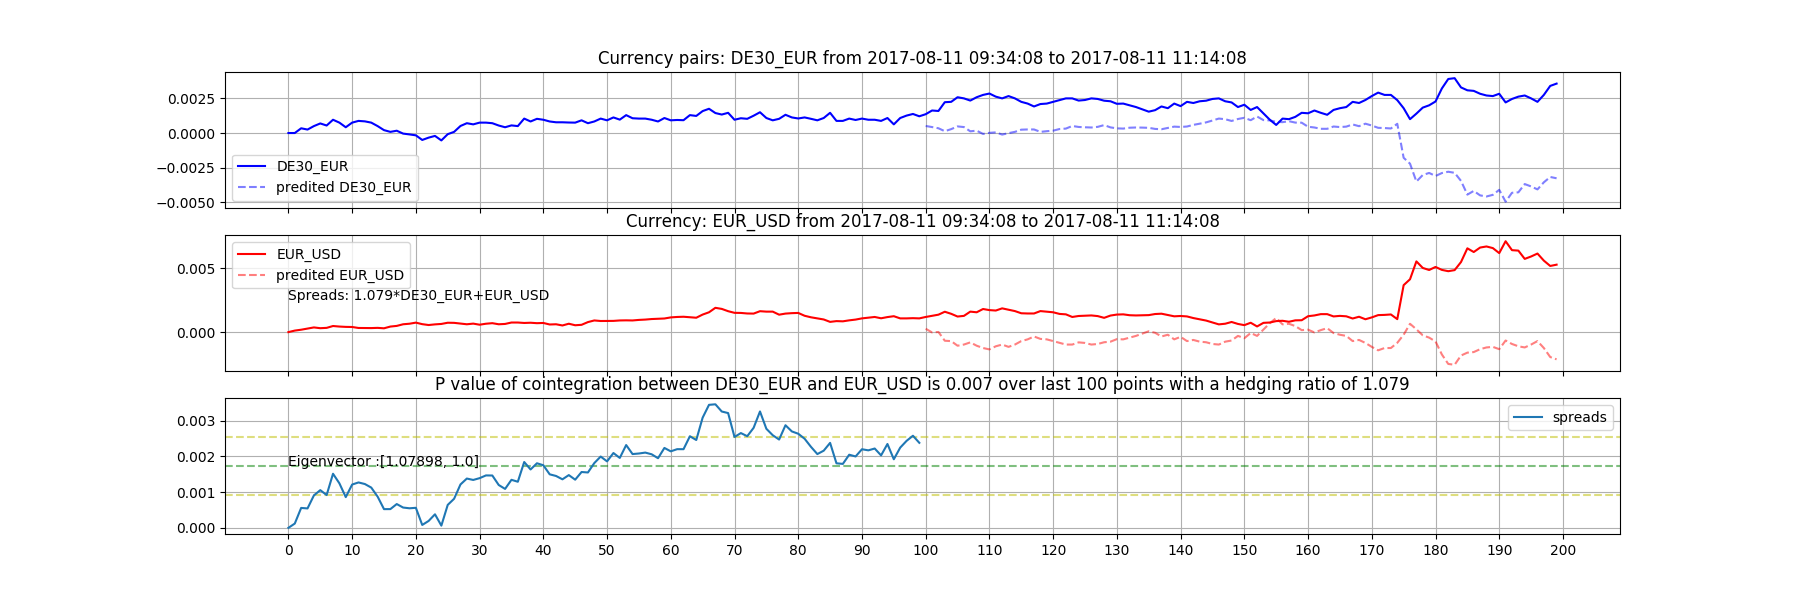 Currency pairs: DE30_EUR from 2017-08-11 09:34:08 to 2017-08-11 11:14:08
0.0025
0.0000
−0.0025
−0.0050
DE30_EUR
predited DE30_EUR
Currency: EUR_USD from 2017-08-11 09:34:08 to 2017-08-11 11:14:08
0.005
0.000
EUR_USD
predited EUR_USD
Spreads: 1.079*DE30_EUR+EUR_USD
P value of cointegration between DE30_EUR and EUR_USD is 0.007 over last 100 points with a hedging ratio of 1.079
0.003
0.002
0.001
0.000
spreads
Eigenvector :[1.07898, 1.0]
0 10 20 30 40 50 60 70 80 90 100 110 120 130 140 150 160 170 180 190 200